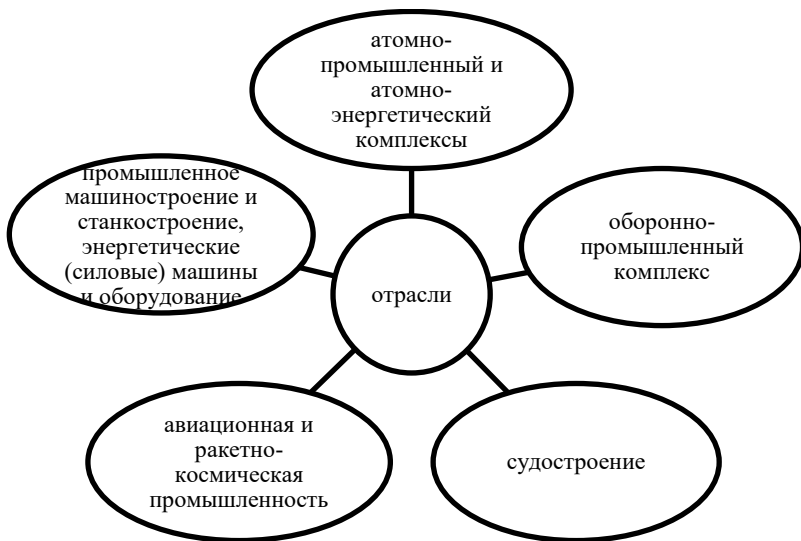 атомно-
промышленный и
атомно-
энергетический
комплексы
промышленное
машиностроение и
станкостроение,
энергетические
(силовые) машины
и оборудование
оборонно-
промышленный
комплекс
отрасли
авиационная и
ракетно-
космическая
промышленность
судостроение